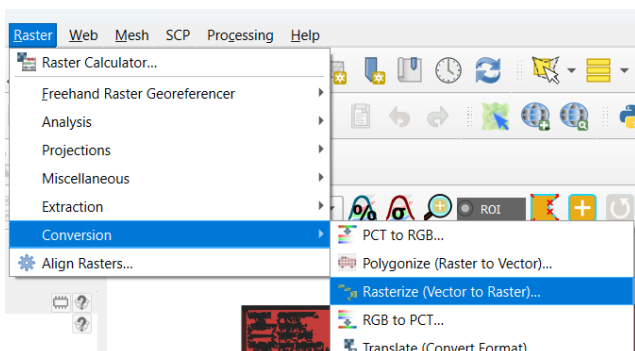 Raster Web Mesh SCP Processing Help
Raster Calculator...
Freehand Raster Georeferencer
Analysis
Projections
Miscellaneous
Extraction
ROI
Conversion
PCT to RGB...
Align Rasters...
Polygonize (Raster to Vector)...
Rasterize (Vector to Raster)...
RGB to PCT...
Translate (Convert Format)